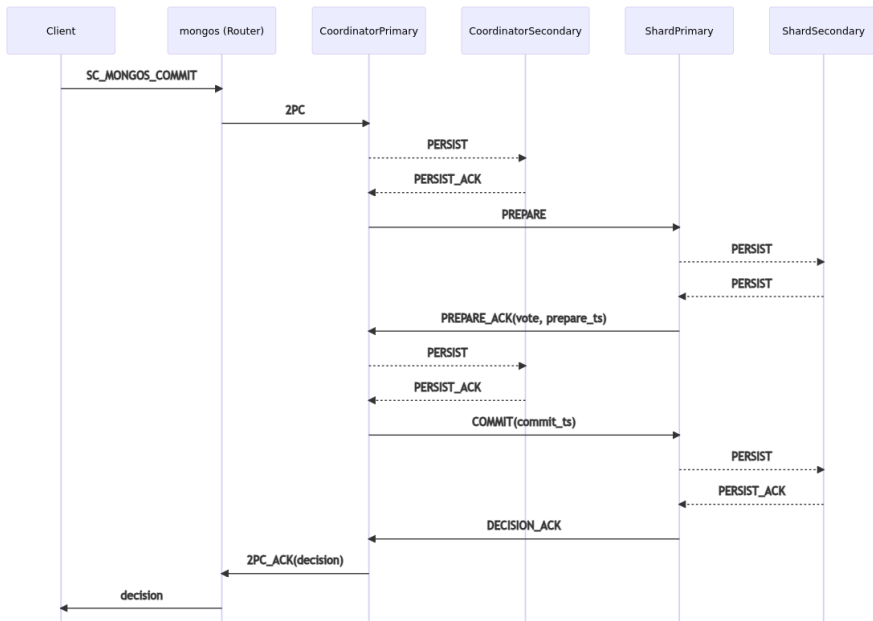 Client
mongos (Router)
CoordinatorPrimary
CoordinatorSecondary
ShardPrimary
ShardSecondary
SC_MONGOS_COMMIT
2PC
PERSIST
PERSIST_ACK
PREPARE
PERSIST
PERSIST
PREPARE_ACK(vote, prepare_ts)
PERSIST
PERSIST_ACK
COMMIT(commit_ts)
PERSIST
PERSIST_ACK
DECISION_ACK
2PC_ACK(decision)
decision